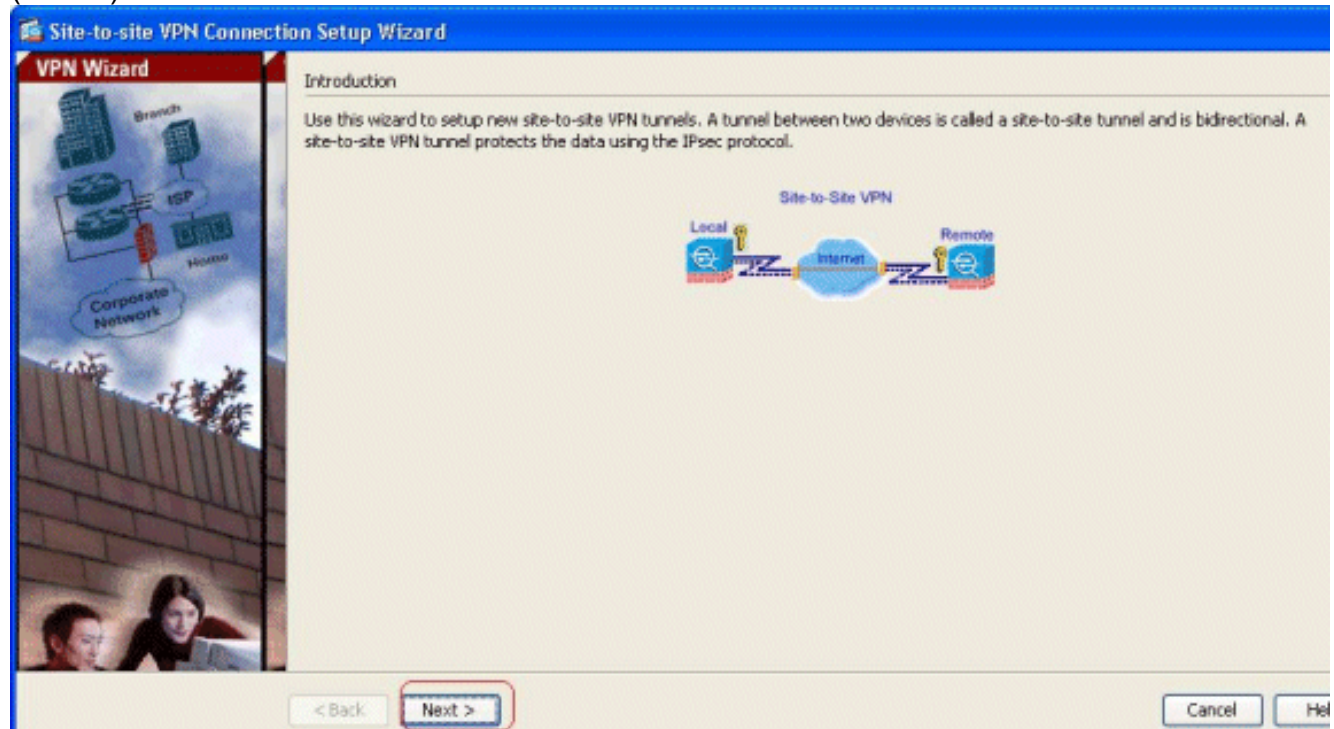 Site-to-site VPN Connection Setup Wizard
VPN Wizard
Branch
ISP
Home
Corporate
Network
Introduction
Use this wizard to setup new site-to-site VPN tunnels. A tunnel between two devices is called a site-to-site tunnel and is bidirectional. A
site-to-site VPN tunnel protects the data using the IPsec protocol.
Site-to-Site VPN
Local
Internet
Remote
< Back
Next >
Cancel
Hel